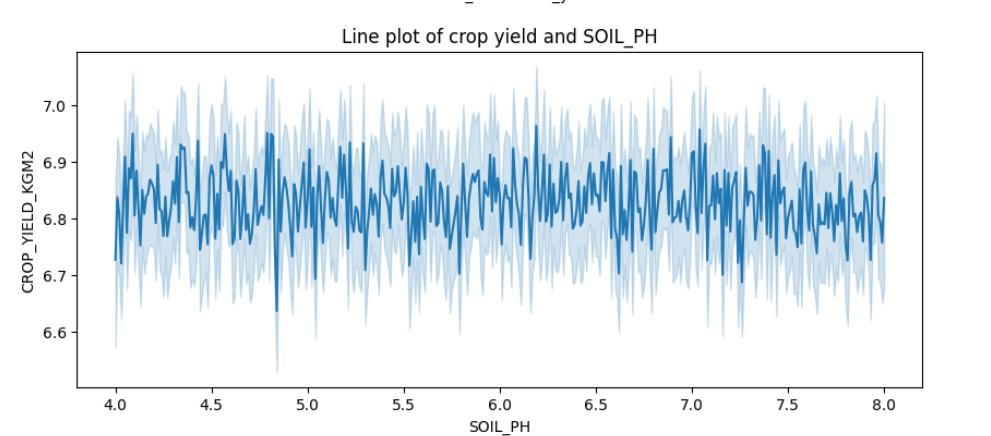 Line plot of crop yield and SOIL_PH
CROP_YIELD_KGM2
7.0
6.9
6.8
6.7
6.6
4.0 4.5 5.0 5.5 6.0 6.5 7.0 7.5 8.0
SOIL_PH